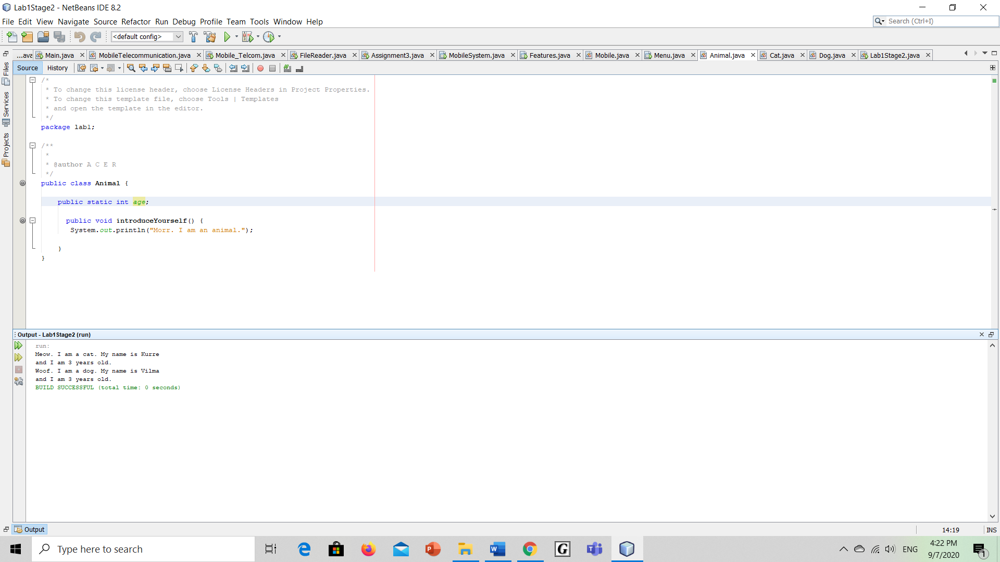 Lab1Stage2 - NetBeans IDE 8.2
File Edit View Navigate Source Refactor Run Debug Profile Team Tools Window Help
Search (Ctrl+I)
<default config>
...ava Main.java MobileTelecommunication.java Mobile_Telcom.java FileReader.java Assignment3.java MobileSystem.java Features.java Mobile.java Menu.java Animal.java Cat.java Dog.java Lab1Stage2.java
Source History
Files
Services
Projects
/*
* To change this license header, choose License Headers in Project Properties.
* To change this template file, choose Tools | Templates
* and open the template in the editor.
*/
package lab1;
/**
*
* @author A C E R
*/
public class Animal {
public static int age;
public void introduceYourself() {
System.out.println("Morr. I am an animal.");
}
}
Output - Lab1Stage2 (run)
run:
Meow. I am a cat. My name is Kurre
and I am 3 years old.
Woof. I am a dog. My name is Vilma
and I am 3 years old.
BUILD SUCCESSFUL (total time: 0 seconds)
Output
14:19 INS
Type here to search
ENG
4:22 PM
9/7/2020
1